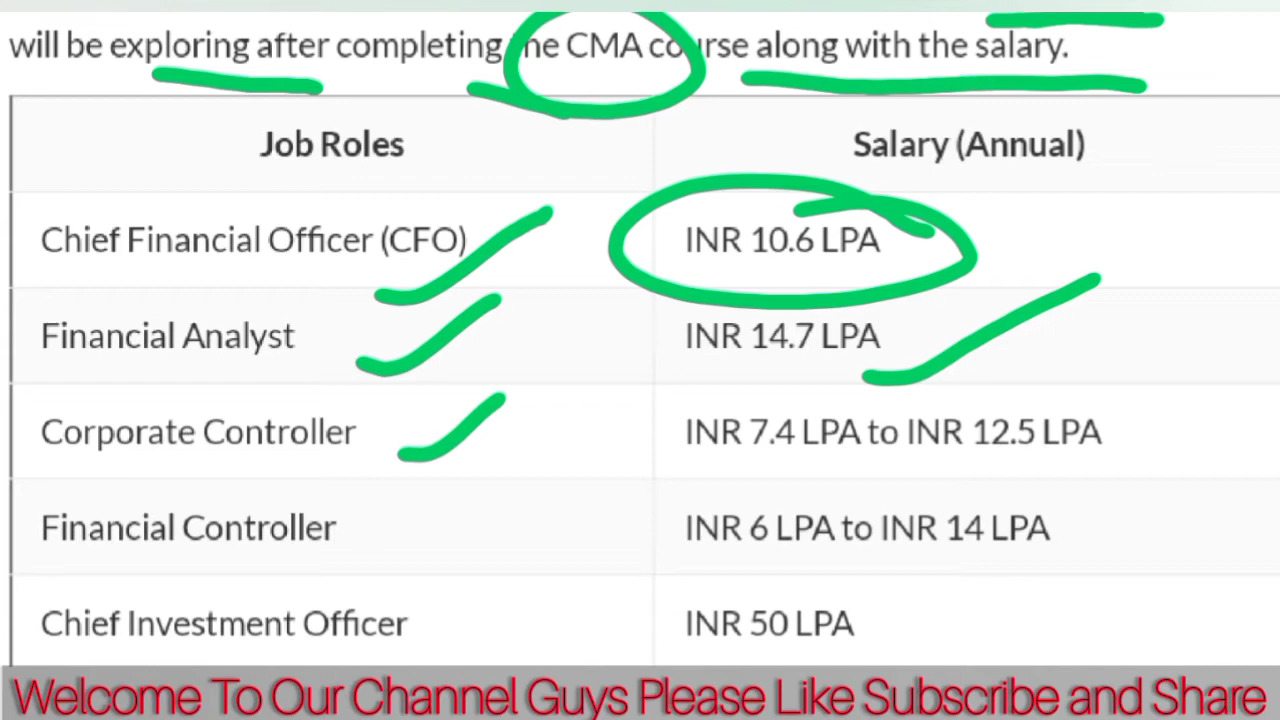 will be exploring after completing the CMA course along with the salary.
Job Roles Salary (Annual)
Chief Financial Officer (CFO) INR 10.6 LPA
Financial Analyst INR 14.7 LPA
Corporate Controller INR 7.4 LPA to INR 12.5 LPA
Financial Controller INR 6 LPA to INR 14 LPA
Chief Investment Officer INR 50 LPA
Welcome To Our Channel Guys Please Like Subscribe and Share